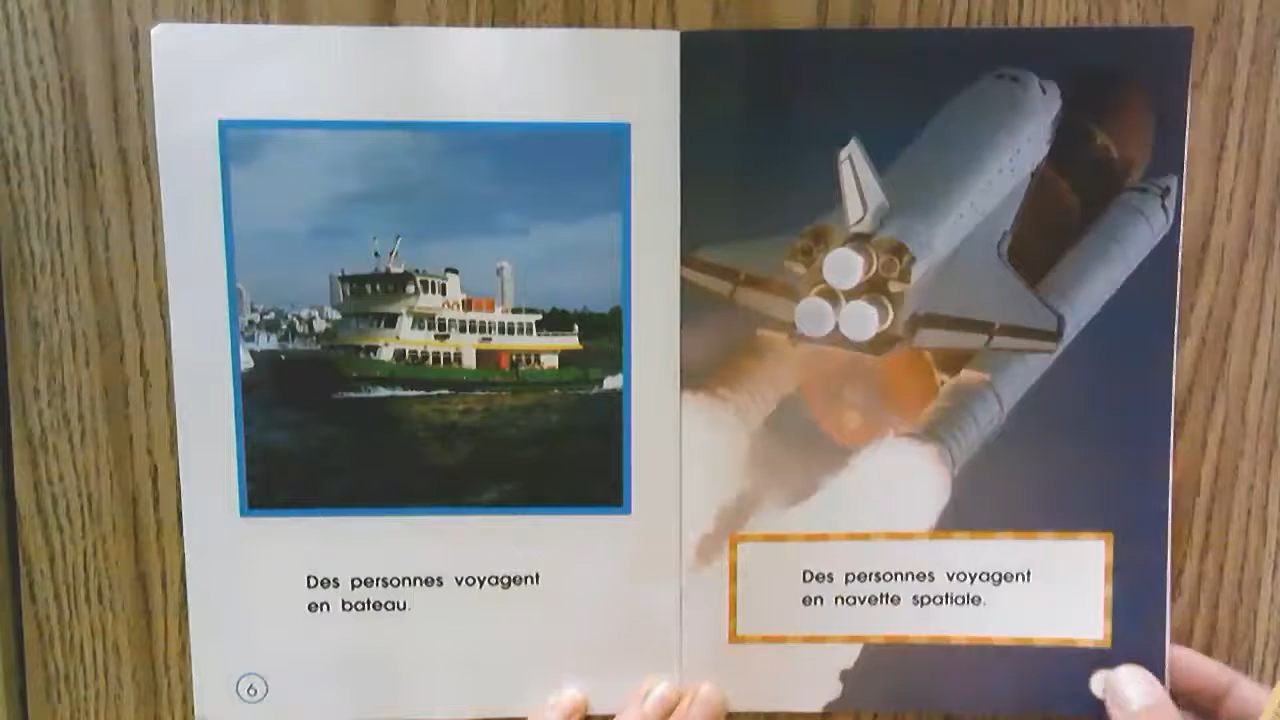 Des personnes voyagent
en bateau.
6
Des personnes voyagent
en navette spatiale.